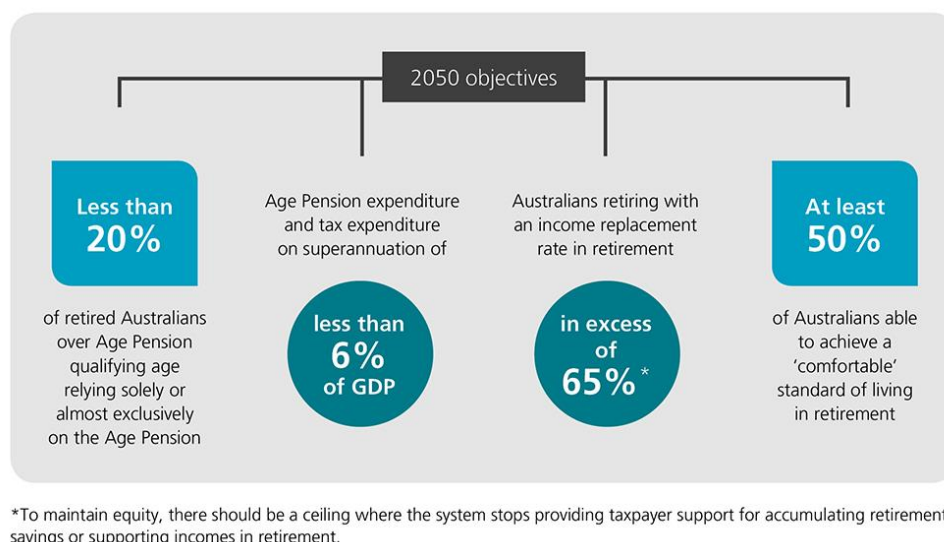 2050 objectives
Less than
20%
of retired Australians
over Age Pension
qualifying age
relying solely or
almost exclusively
on the Age Pension
Age Pension expenditure
and tax expenditure
on superannuation of
less than
6%
of GDP
Australians retiring with
an income replacement
rate in retirement
in excess
of
65%*
At least
50%
of Australians able
to achieve a
‘comfortable’
standard of living
in retirement
*To maintain equity, there should be a ceiling where the system stops providing taxpayer support for accumulating retirement
savings or supporting incomes in retirement.